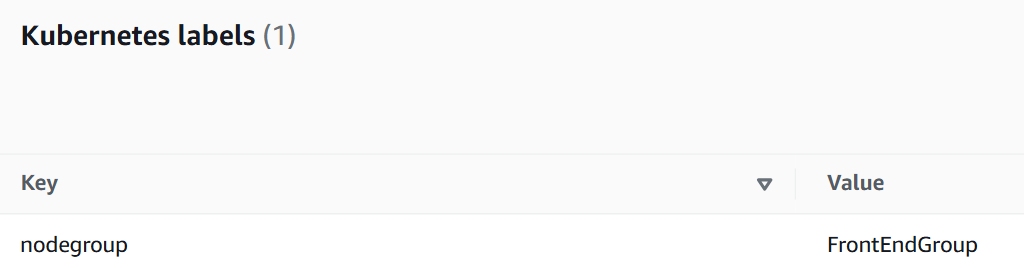 Kubernetes labels (1)
Key Value
nodegroup FrontEndGroup